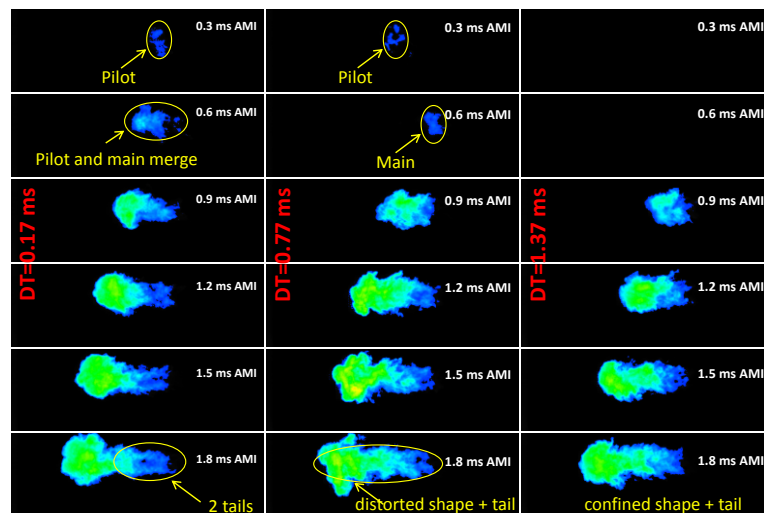 0.3 ms AMI
Pilot
0.3 ms AMI
Pilot
0.3 ms AMI
0.6 ms AMI
Pilot and main merge
0.6 ms AMI
Main
0.6 ms AMI
DT=0.17 ms
0.9 ms AMI
DT=0.77 ms
0.9 ms AMI
DT=1.37 ms
0.9 ms AMI
1.2 ms AMI
1.2 ms AMI
1.2 ms AMI
1.5 ms AMI
1.5 ms AMI
1.5 ms AMI
1.8 ms AMI
2 tails
1.8 ms AMI
distorted shape + tail
1.8 ms AMI
confined shape + tail